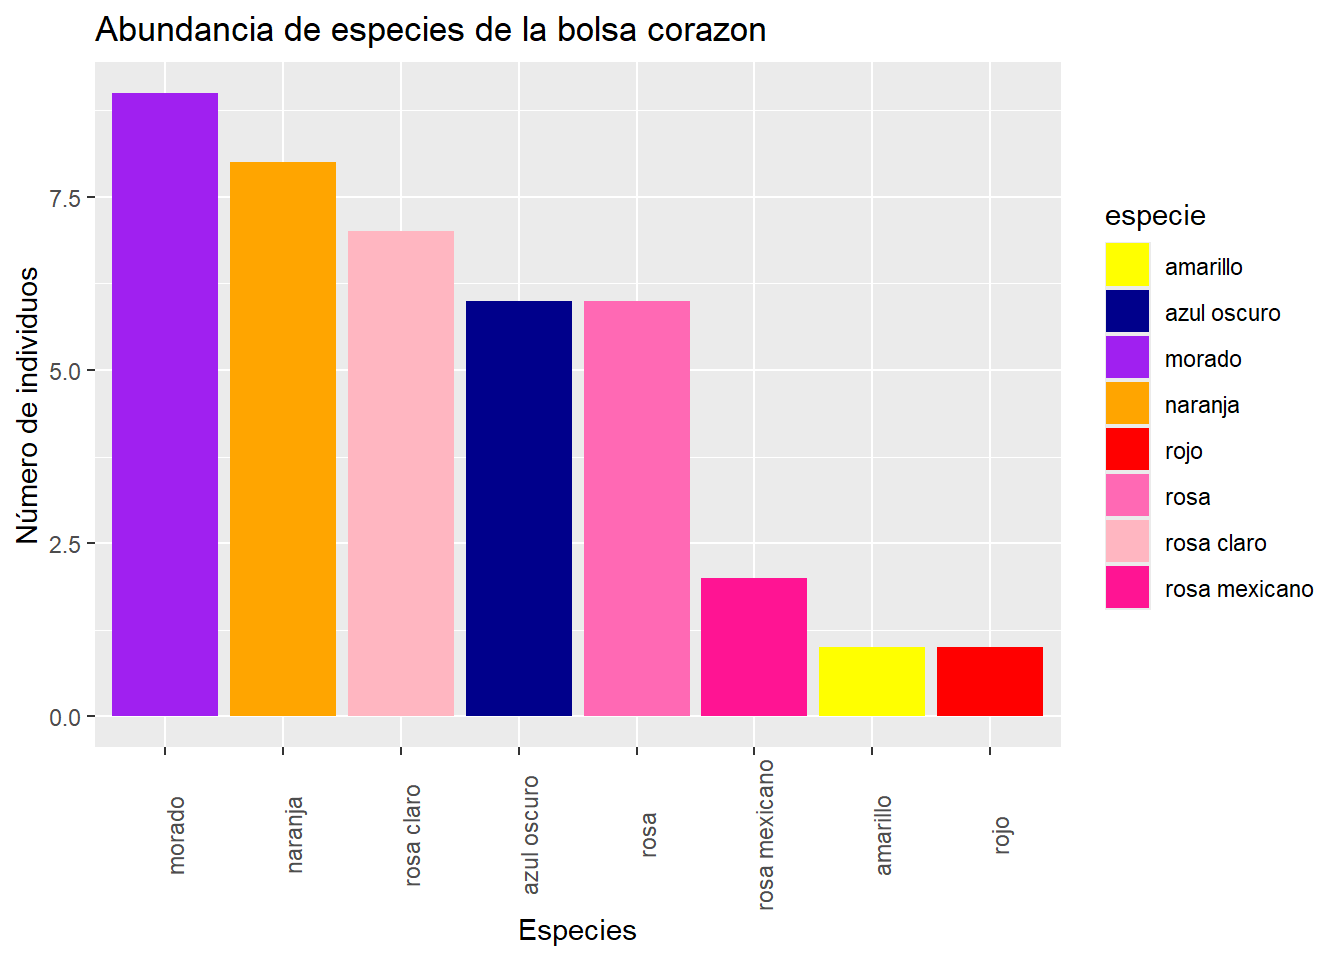 Abundancia de especies de la bolsa corazon
Número de individuos
7.5
5.0
2.5
0.0
morado
naranja
rosa claro
azul oscuro
rosa
rosa mexicano
amarillo
rojo
Especies
especie
amarillo
azul oscuro
morado
naranja
rojo
rosa
rosa claro
rosa mexicano